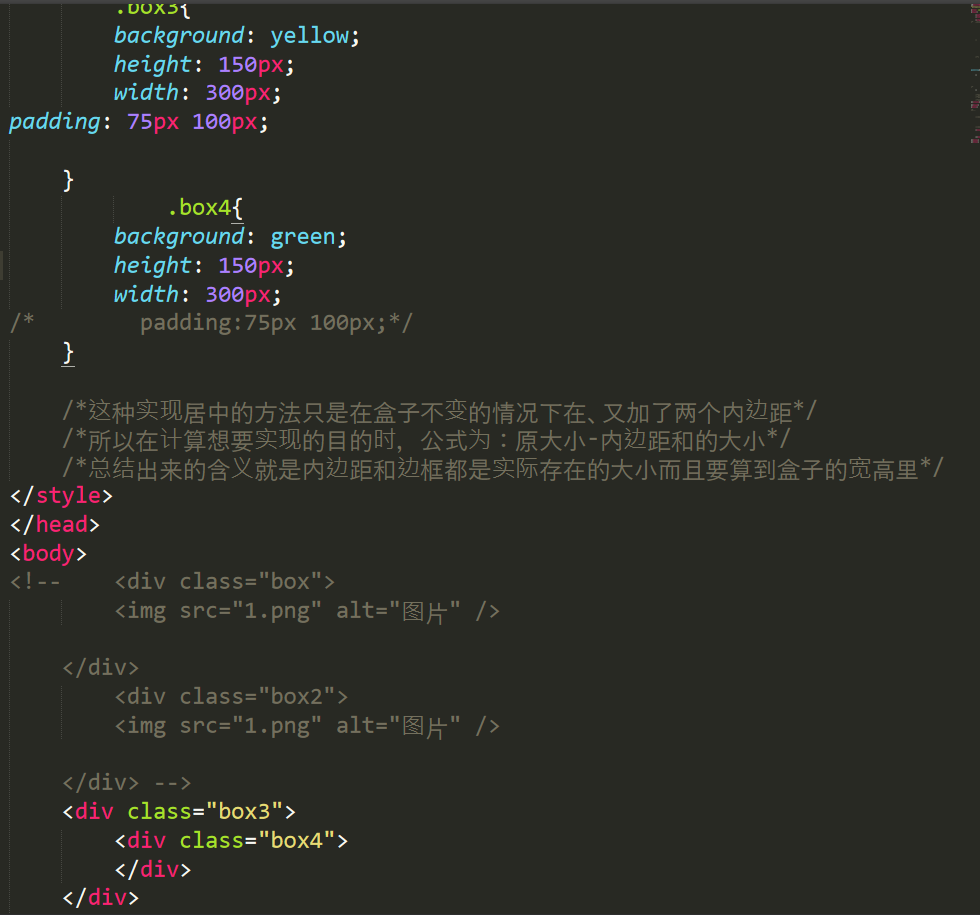 .box3{
background: yellow;
height: 150px;
width: 300px;
padding: 75px 100px;
}
.box4{
background: green;
height: 150px;
width: 300px;
/* padding:75px 100px;*/
}
/*这种实现居中的方法只是在盒子不变的情况下在、又加了两个内边距*/
/*所以在计算想要实现的目的时，公式为：原大小-内边距和的大小*/
/*总结出来的含义就是内边距和边框都是实际存在的大小而且要算到盒子的宽高里*/
</style>
</head>
<body>
<!-- <div class="box">
<img src="1.png" alt="图片" />
</div>
<div class="box2">
<img src="1.png" alt="图片" />
</div> -->
<div class="box3">
<div class="box4">
</div>
</div>